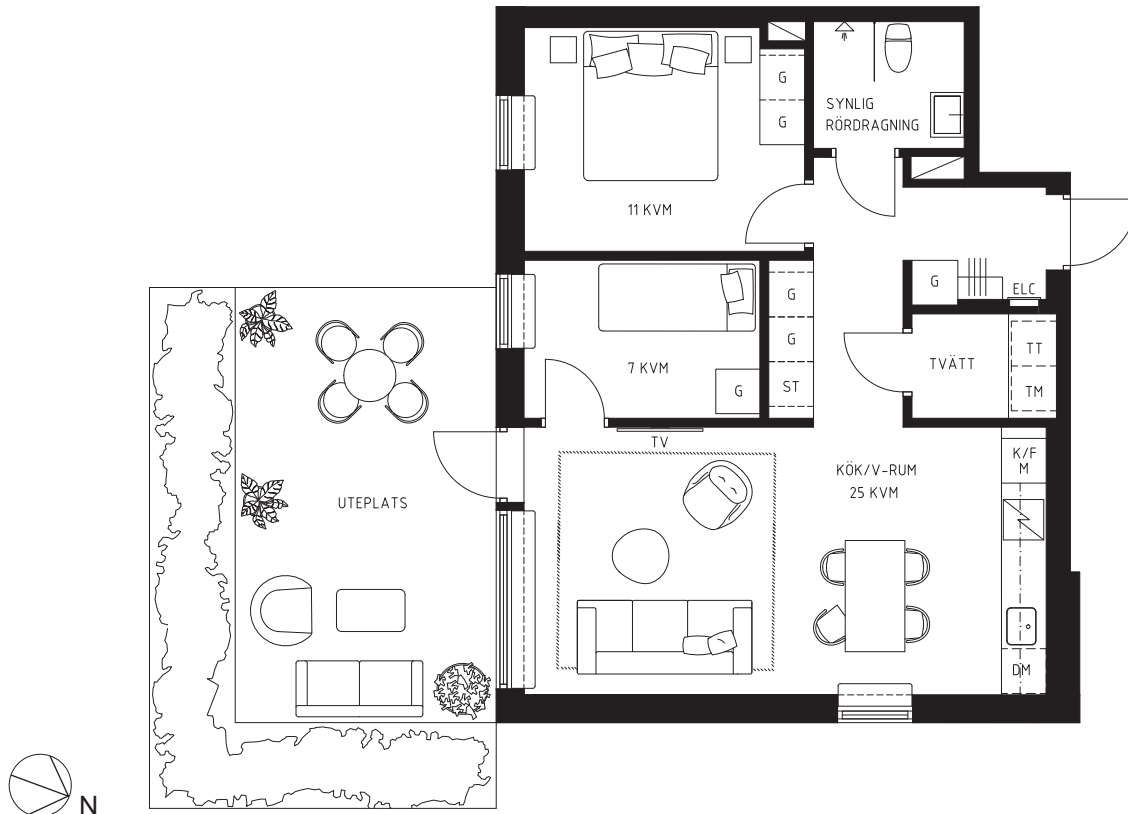 G
SYNLIG
RÖRDRAGNING
G
11 KVM
G
ELC
G
TT
G
7 KVM
TVÄTT
ST
G
TM
TV
K/F
M
KÖK/V-RUM
25 KVM
UTEPLATS
DM
N